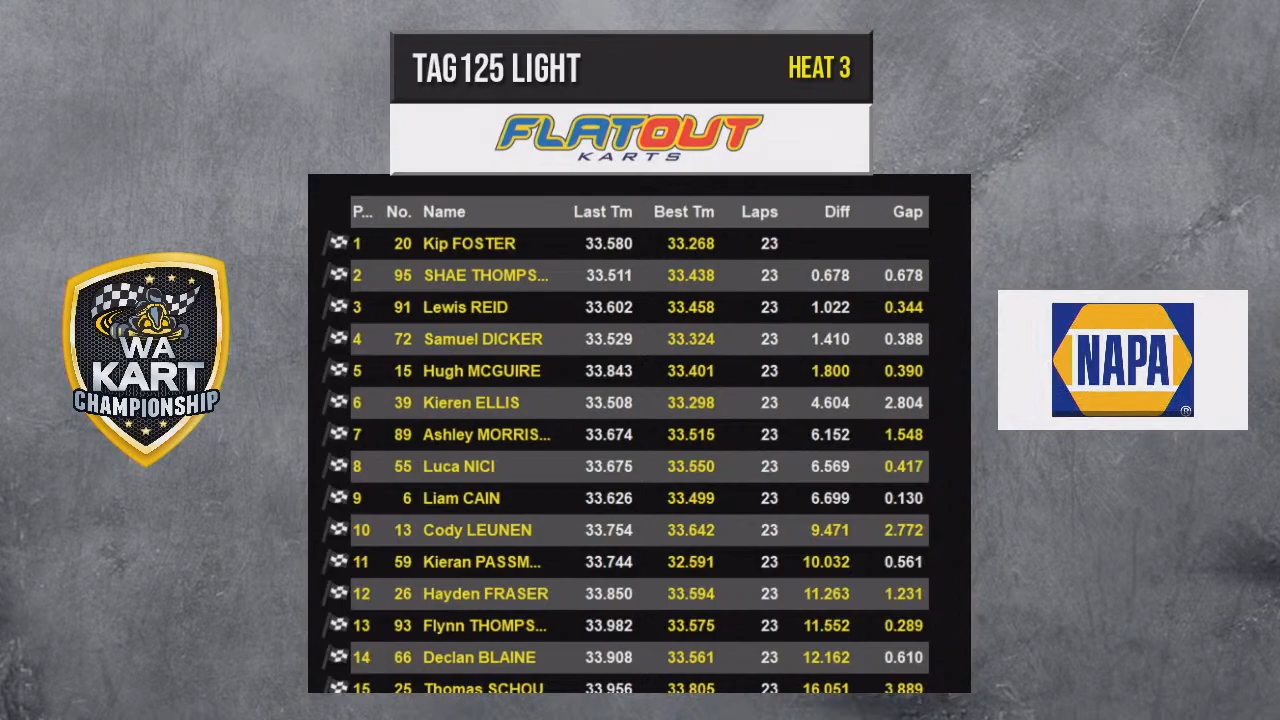 TAG125 LIGHT HEAT 3
FLATOUT
KARTS
P... No. Name Last Tm Best Tm Laps Diff Gap
1 20 Kip FOSTER 33.580 33.268 23
2 95 SHAE THOMPS... 33.511 33.438 23 0.678 0.678
3 91 Lewis REID 33.602 33.458 23 1.022 0.344
4 72 Samuel DICKER 33.529 33.324 23 1.410 0.388
5 15 Hugh MCGUIRE 33.843 33.401 23 1.800 0.390
6 39 Kieren ELLIS 33.508 33.298 23 4.604 2.804
7 89 Ashley MORRIS... 33.674 33.515 23 6.152 1.548
8 55 Luca NICI 33.675 33.550 23 6.569 0.417
9 6 Liam CAIN 33.626 33.499 23 6.699 0.130
10 13 Cody LEUNEN 33.754 33.642 23 9.471 2.772
11 59 Kieran PASSM... 33.744 32.591 23 10.032 0.561
12 26 Hayden FRASER 33.850 33.594 23 11.263 1.231
13 93 Flynn THOMPS... 33.982 33.575 23 11.552 0.289
14 66 Declan BLAINE 33.908 33.561 23 12.162 0.610
15 25 Thomas SCHOU 33.956 33.805 23 16.051 3.889
WA
KART
CHAMPIONSHIP
NAPA
®